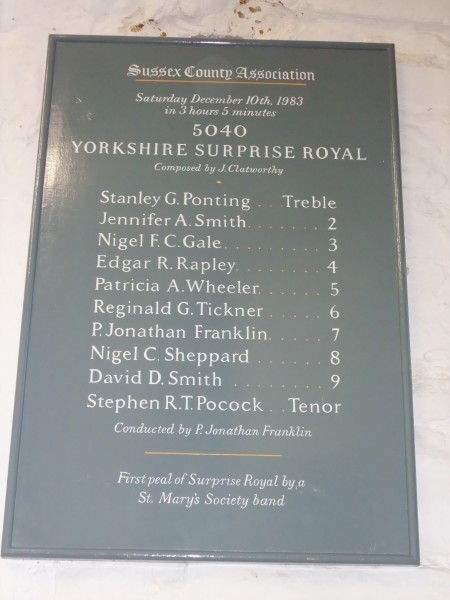 Sussex County Association
Saturday December 10th, 1983
in 3 hours 5 minutes
5040
YORKSHIRE SURPRISE ROYAL
Composed by J. Clatworthy
Stanley G. Ponting . . . Treble
Jennifer A. Smith . . . . . . . 2
Nigel F. C. Gale . . . . . . . . 3
Edgar R. Rapley . . . . . . . 4
Patricia A. Wheeler . . . . . 5
Reginald G. Tickner . . . . 6
P. Jonathan Franklin . . . . 7
Nigel C. Sheppard . . . . . . 8
David D. Smith . . . . . . . . 9
Stephen R.T. Pocock . . Tenor
Conducted by P. Jonathan Franklin
First peal of Surprise Royal by a
St. Mary's Society band